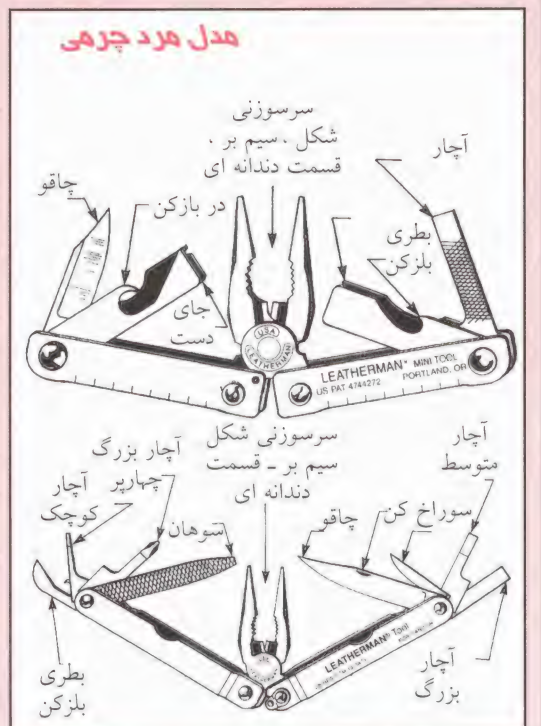 مدل مرد چرمی
سرسوزنی
شکل ، سیم بر ،
قسمت دندانه ای
آچار
چاقو
در بازکن
بطری
بلزکن
جای
دست
USA
LEATHERMAN
LEATHERMAN® MINI TOOL
US PAT 4744272 PORTLAND, OR
سرسوزنی شکل
سیم بر ـ قسمت
دندانه ای
آچار
متوسط
آچار بزرگ
چهارپر
آچار
کوچک
سوهان
چاقو
سوراخ کن
LEATHERMAN® TOOL
بطری
بلزکن
آچار
بزرگ